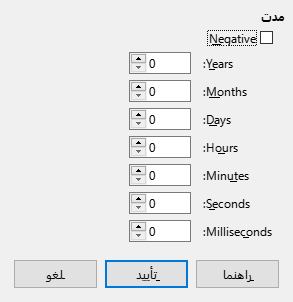 مدت
Negative
Years:
0
Months:
0
Days:
0
Hours:
0
Minutes:
0
Seconds:
0
Milliseconds:
0
راهنما
تأیید
لغو